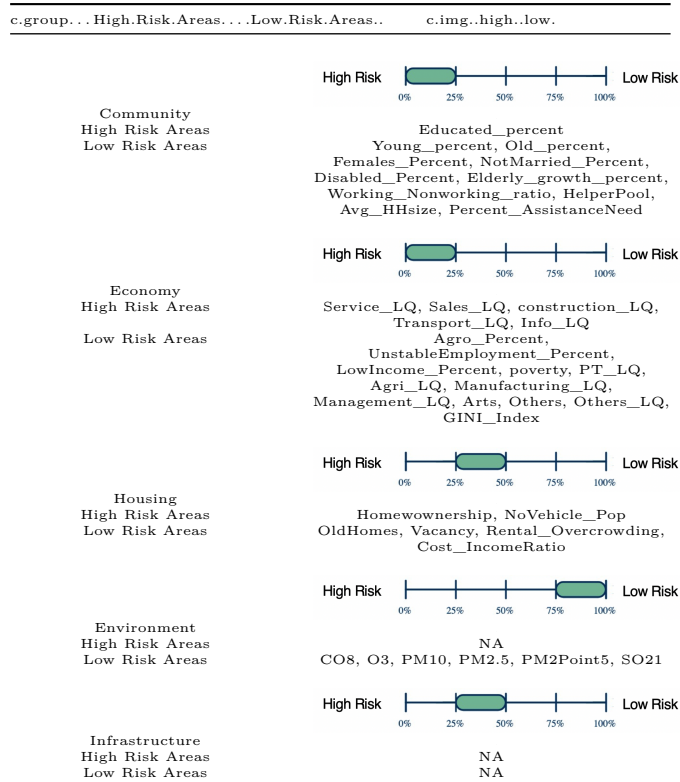 c.group...High.Risk.Areas....Low.Risk.Areas.. c.img..high..low.
High Risk Low Risk
0% 25% 50% 75% 100%
Community
High Risk Areas Educated_percent
Low Risk Areas Young_percent, Old_percent,
Females_Percent, NotMarried_Percent,
Disabled_Percent, Elderly_growth_percent,
Working_Nonworking_ratio, HelperPool,
Avg_HHsize, Percent_AssistanceNeed
High Risk Low Risk
0% 25% 50% 75% 100%
Economy
High Risk Areas Service_LQ, Sales_LQ, construction_LQ,
Transport_LQ, Info_LQ
Low Risk Areas Agro_Percent,
UnstableEmployment_Percent,
LowIncome_Percent, poverty, PT_LQ,
Agri_LQ, Manufacturing_LQ,
Management_LQ, Arts, Others, Others_LQ,
GINI_Index
High Risk Low Risk
0% 25% 50% 75% 100%
Housing
High Risk Areas Homewownership, NoVehicle_Pop
Low Risk Areas OldHomes, Vacancy, Rental_Overcrowding,
Cost_IncomeRatio
High Risk Low Risk
0% 25% 50% 75% 100%
Environment
High Risk Areas NA
Low Risk Areas CO8, O3, PM10, PM2.5, PM2Point5, SO21
High Risk Low Risk
0% 25% 50% 75% 100%
Infrastructure
High Risk Areas NA
Low Risk Areas NA